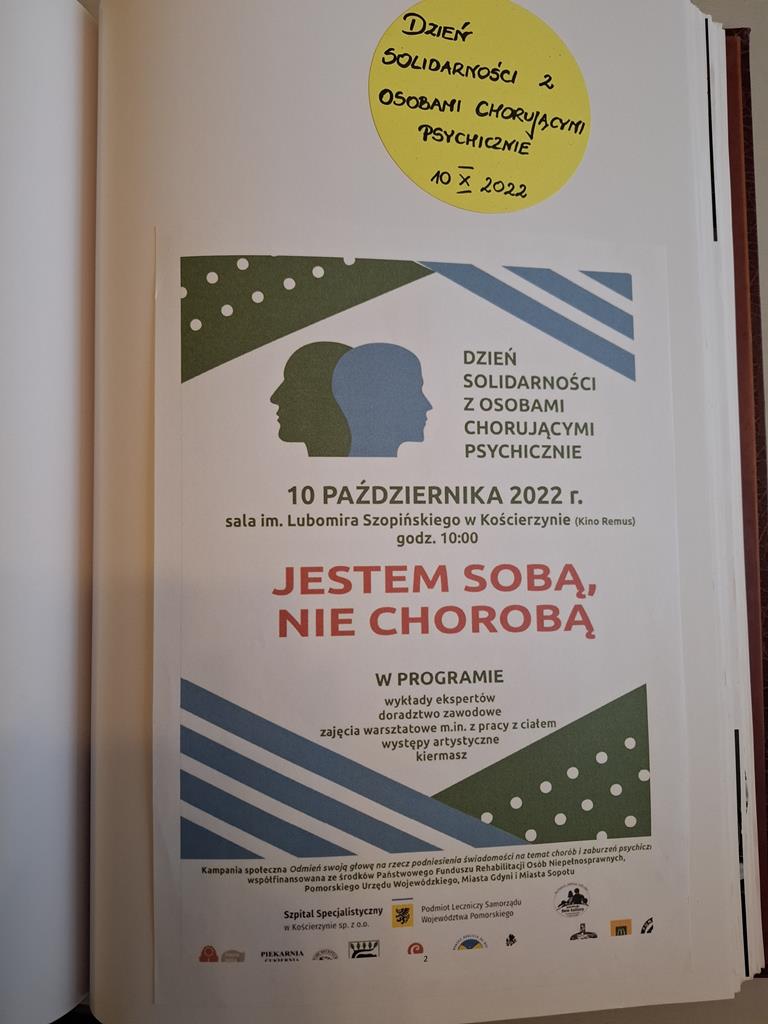 DZIEŃ
SOLIDARNOŚCI Z
OSOBAMI CHORUJĄCYMI
PSYCHICZNIE
10 X 2022
DZIEŃ
SOLIDARNOŚCI
Z OSOBAMI
CHORUJĄCYMI
PSYCHICZNIE
10 PAŹDZIERNIKA 2022 r.
sala im. Lubomira Szopińskiego w Kościerzynie (Kino Remus)
godz. 10:00
JESTEM SOBĄ,
NIE CHOROBĄ
W PROGRAMIE
wykłady ekspertów
doradztwo zawodowe
zajęcia warsztatowe m.in. z pracy z ciałem
występy artystyczne
kiermasz
Kampania społeczna Odmień swoją głowę na rzecz podniesienia świadomości na temat chorób i zaburzeń psychicz
współfinansowana ze środków Państwowego Funduszu Rehabilitacji Osób Niepełnosprawnych,
Pomorskiego Urzędu Wojewódzkiego, Miasta Gdyni i Miasta Sopotu
Szpital Specjalistyczny
w Kościerzynie sp. z o.o.
Podmiot Leczniczy Samorządu
Województwa Pomorskiego
PIEKARNIA
CUKIERNIA
2